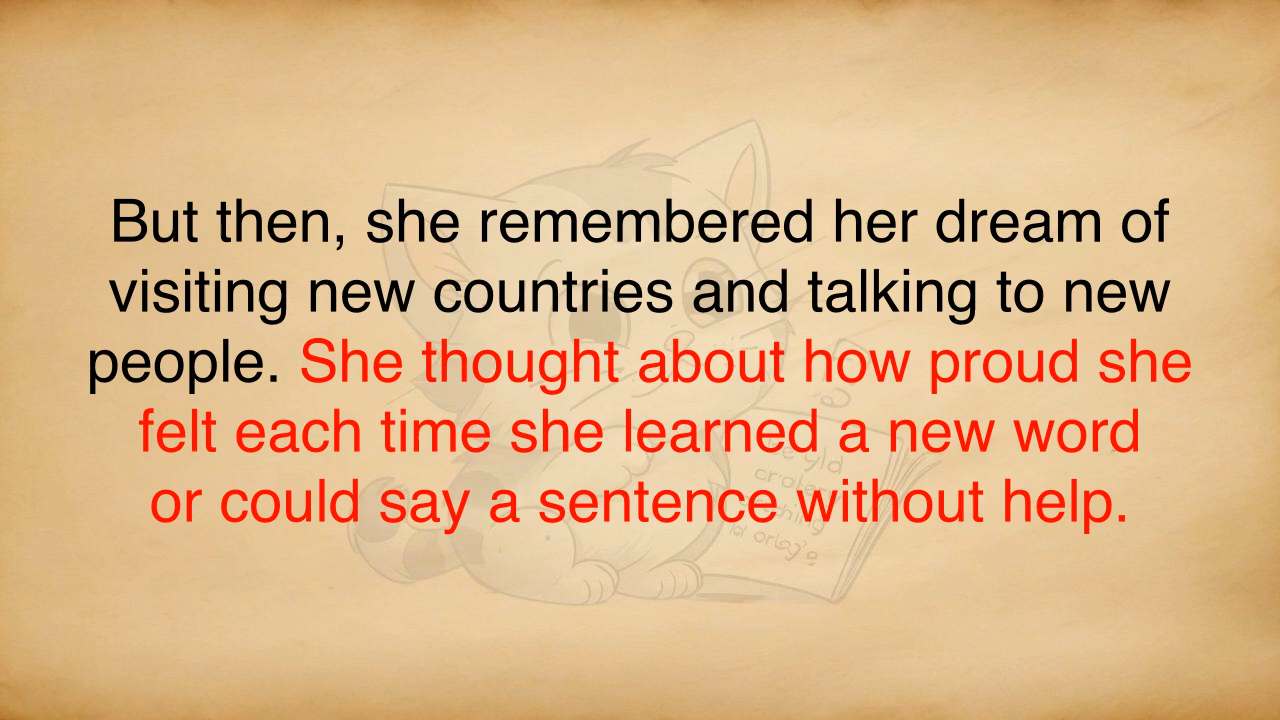 But then, she remembered her dream of
visiting new countries and talking to new
people. She thought about how proud she
felt each time she learned a new word
or could say a sentence without help.